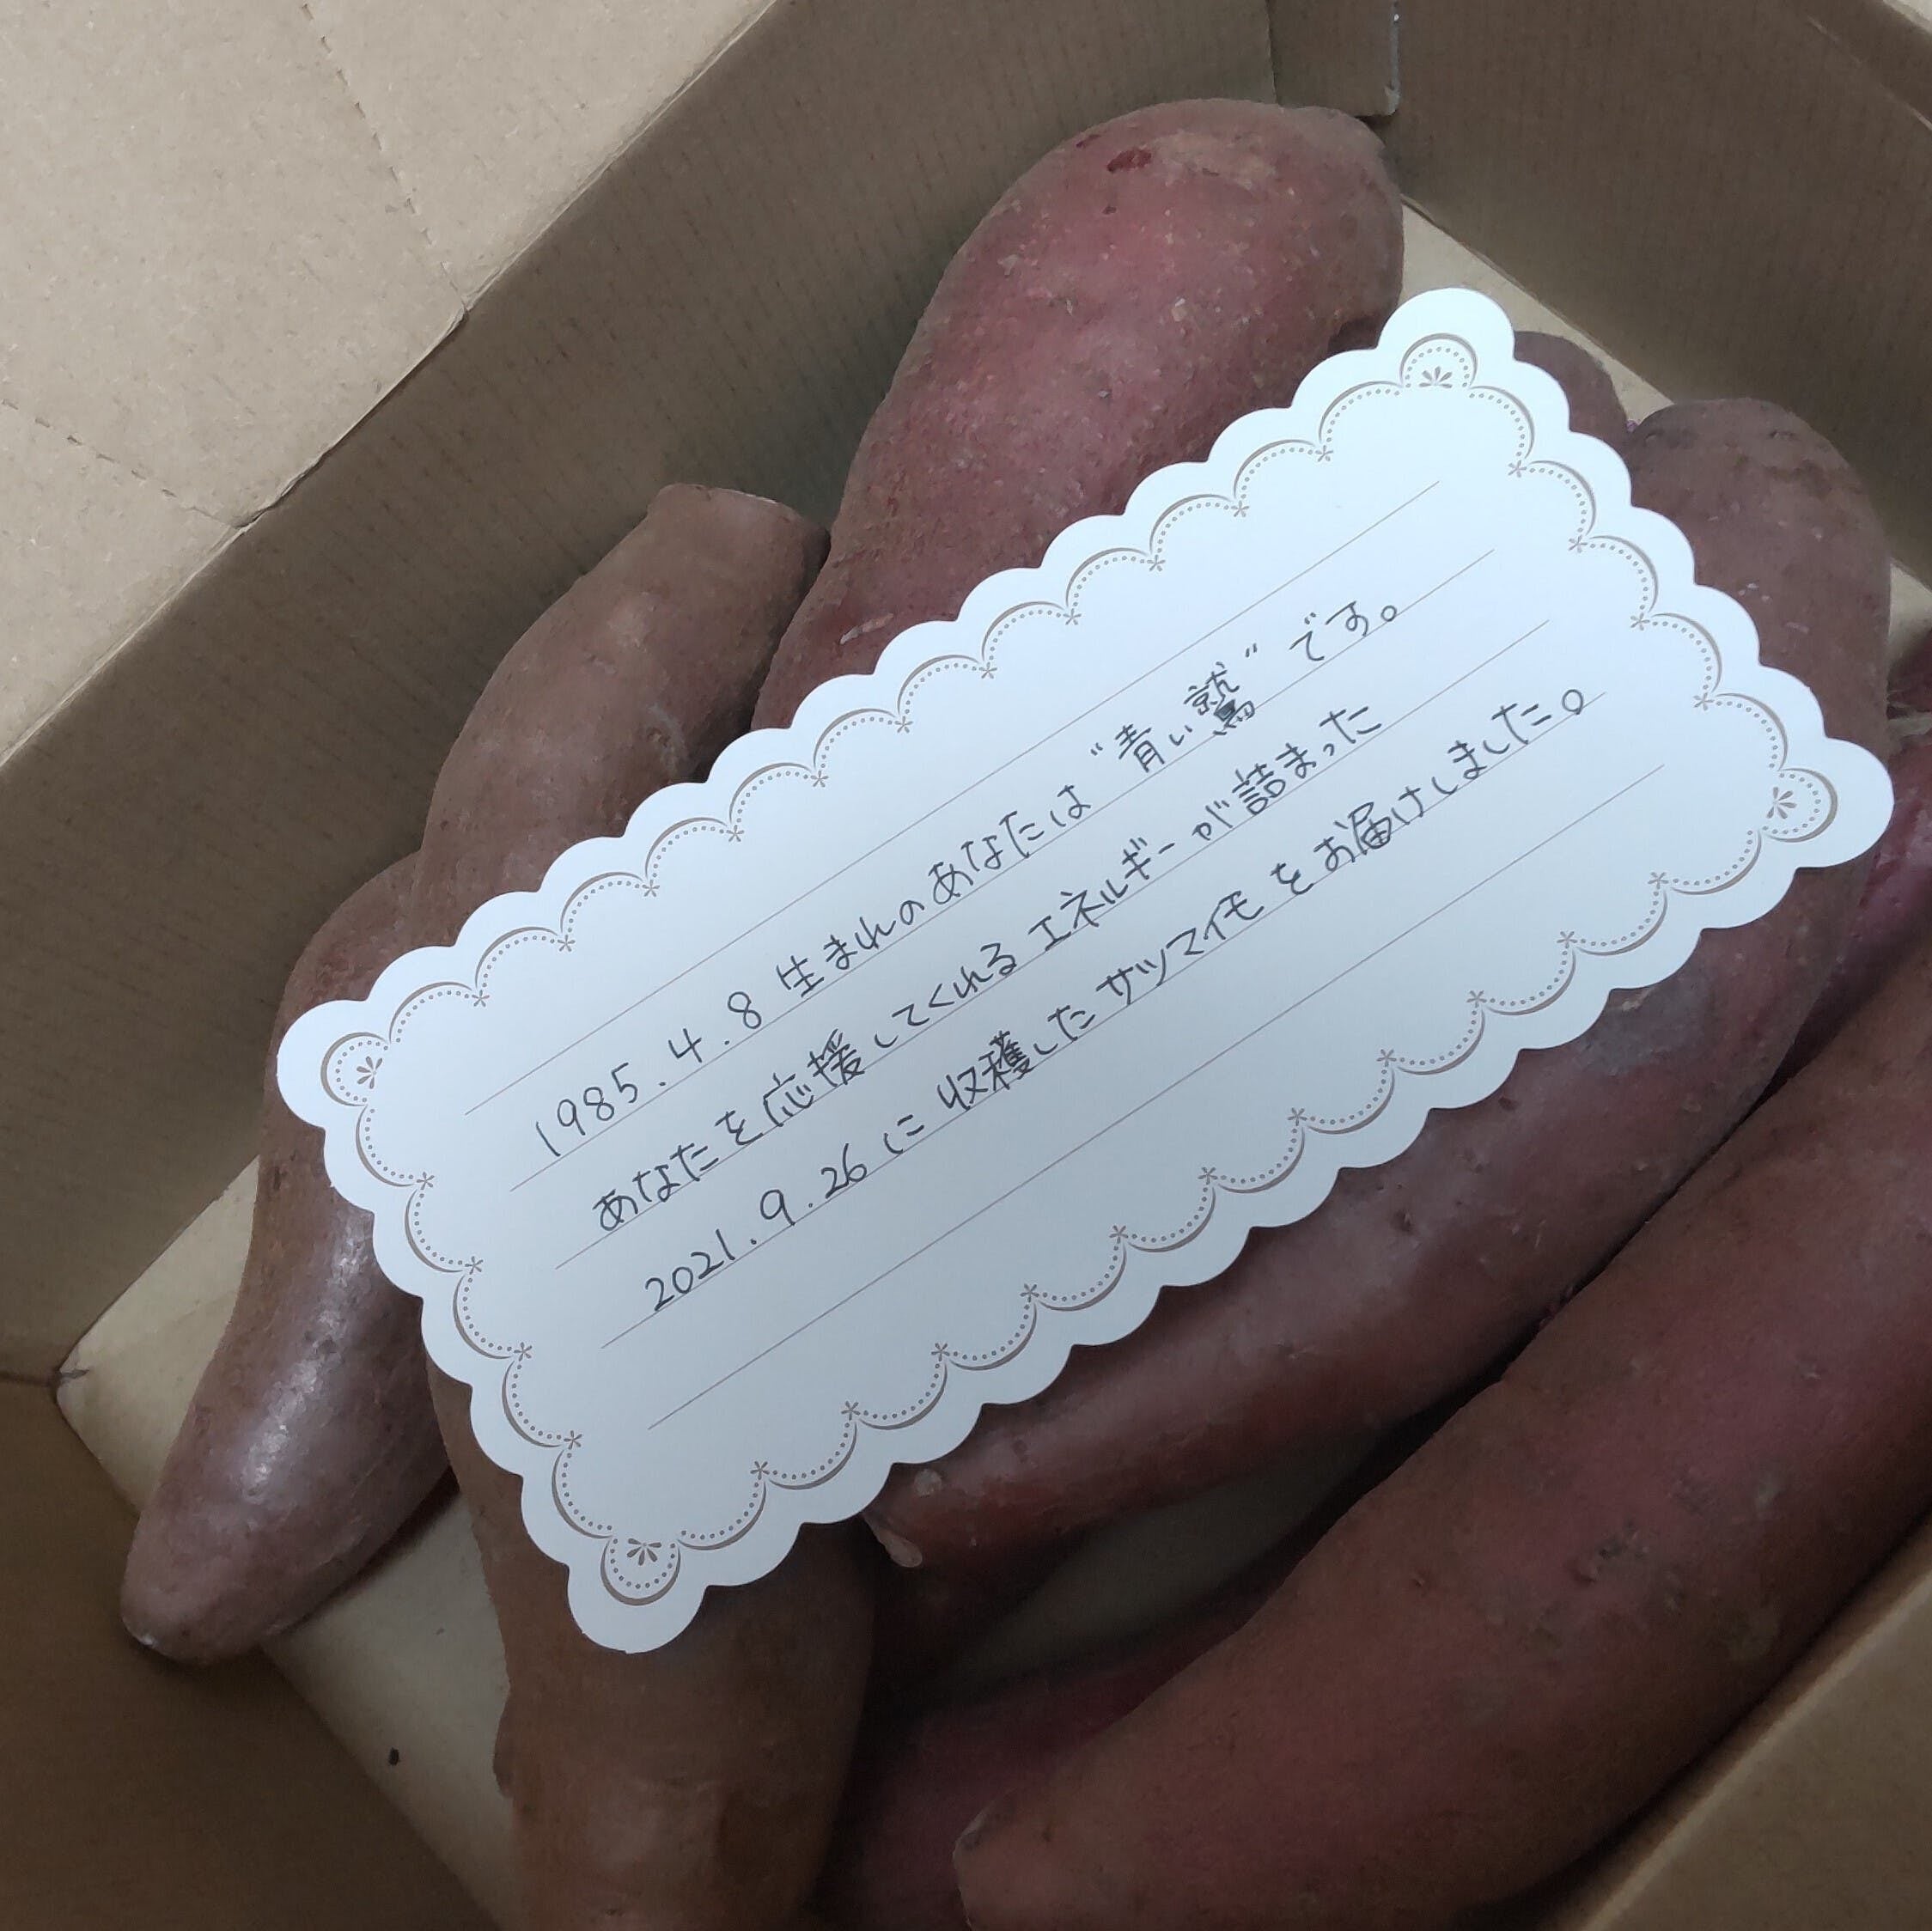 1985.4.8生まれのあなたは"青い鷲"です。
あなたを応援してくれるエネルギーが詰まった
2021.9.26に収穫したサツマイモをお届けしました。